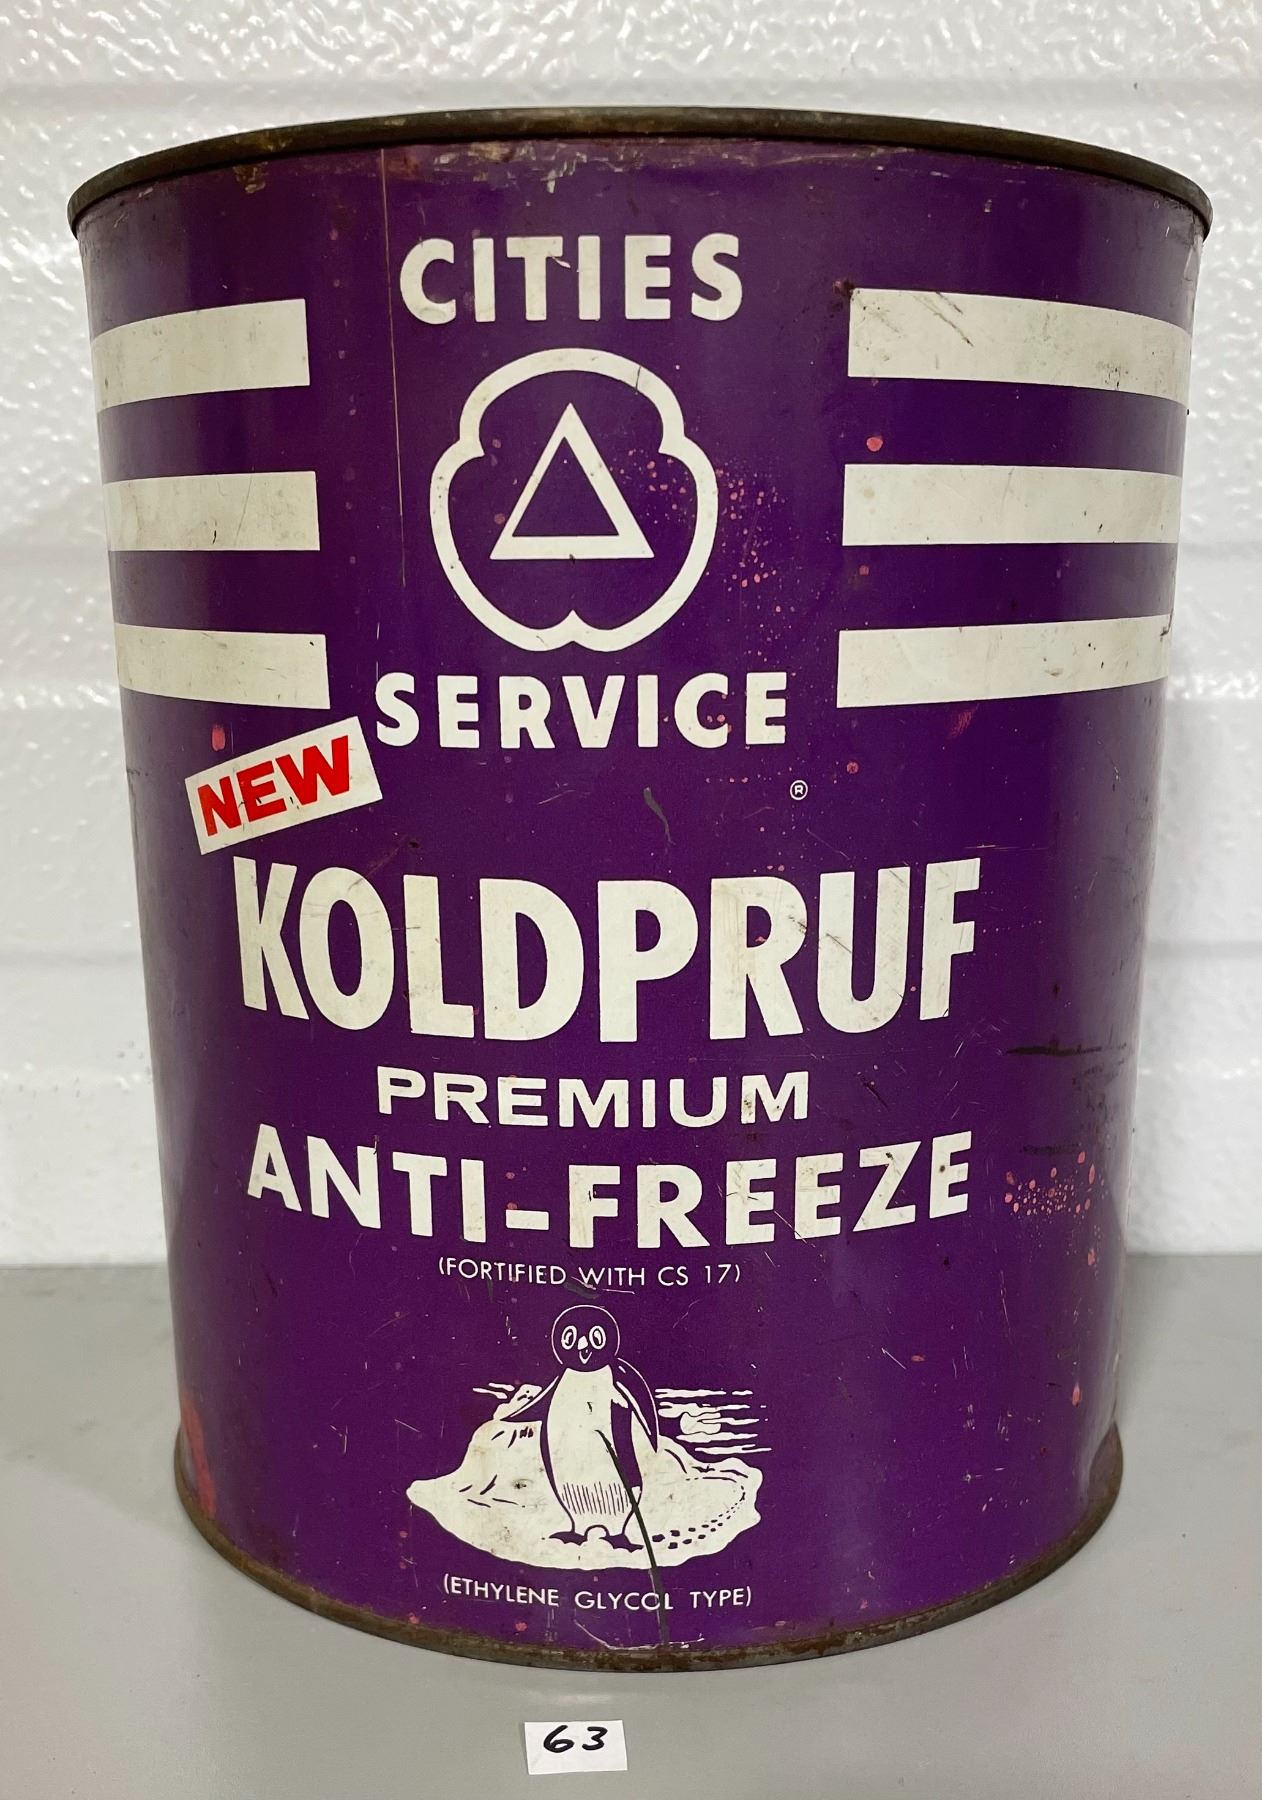 CITIES
SERVICE
®
NEW
KOLDPRUF
PREMIUM
ANTI-FREEZE
(FORTIFIED WITH CS 17)
(ETHYLENE GLYCOL TYPE)
63